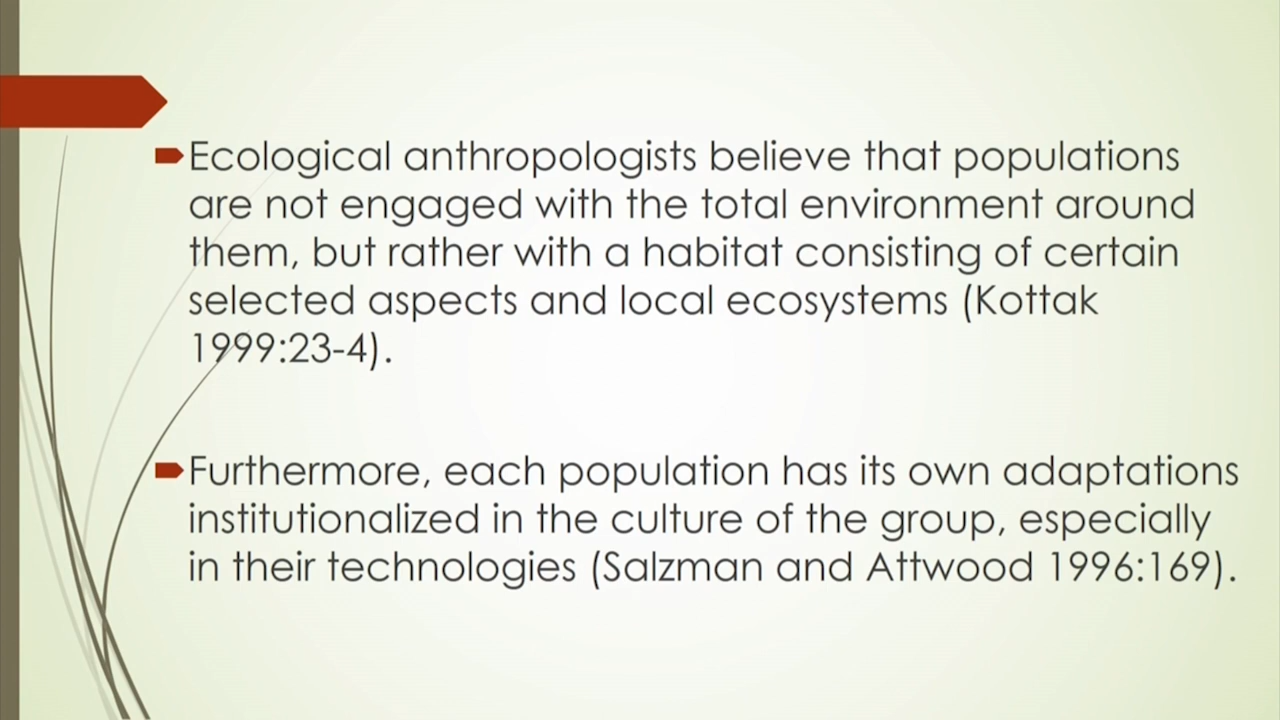 Ecological anthropologists believe that populations
are not engaged with the total environment around
them, but rather with a habitat consisting of certain
selected aspects and local ecosystems (Kottak
1999:23-4).
Furthermore, each population has its own adaptations
institutionalized in the culture of the group, especially
in their technologies (Salzman and Attwood 1996:169).